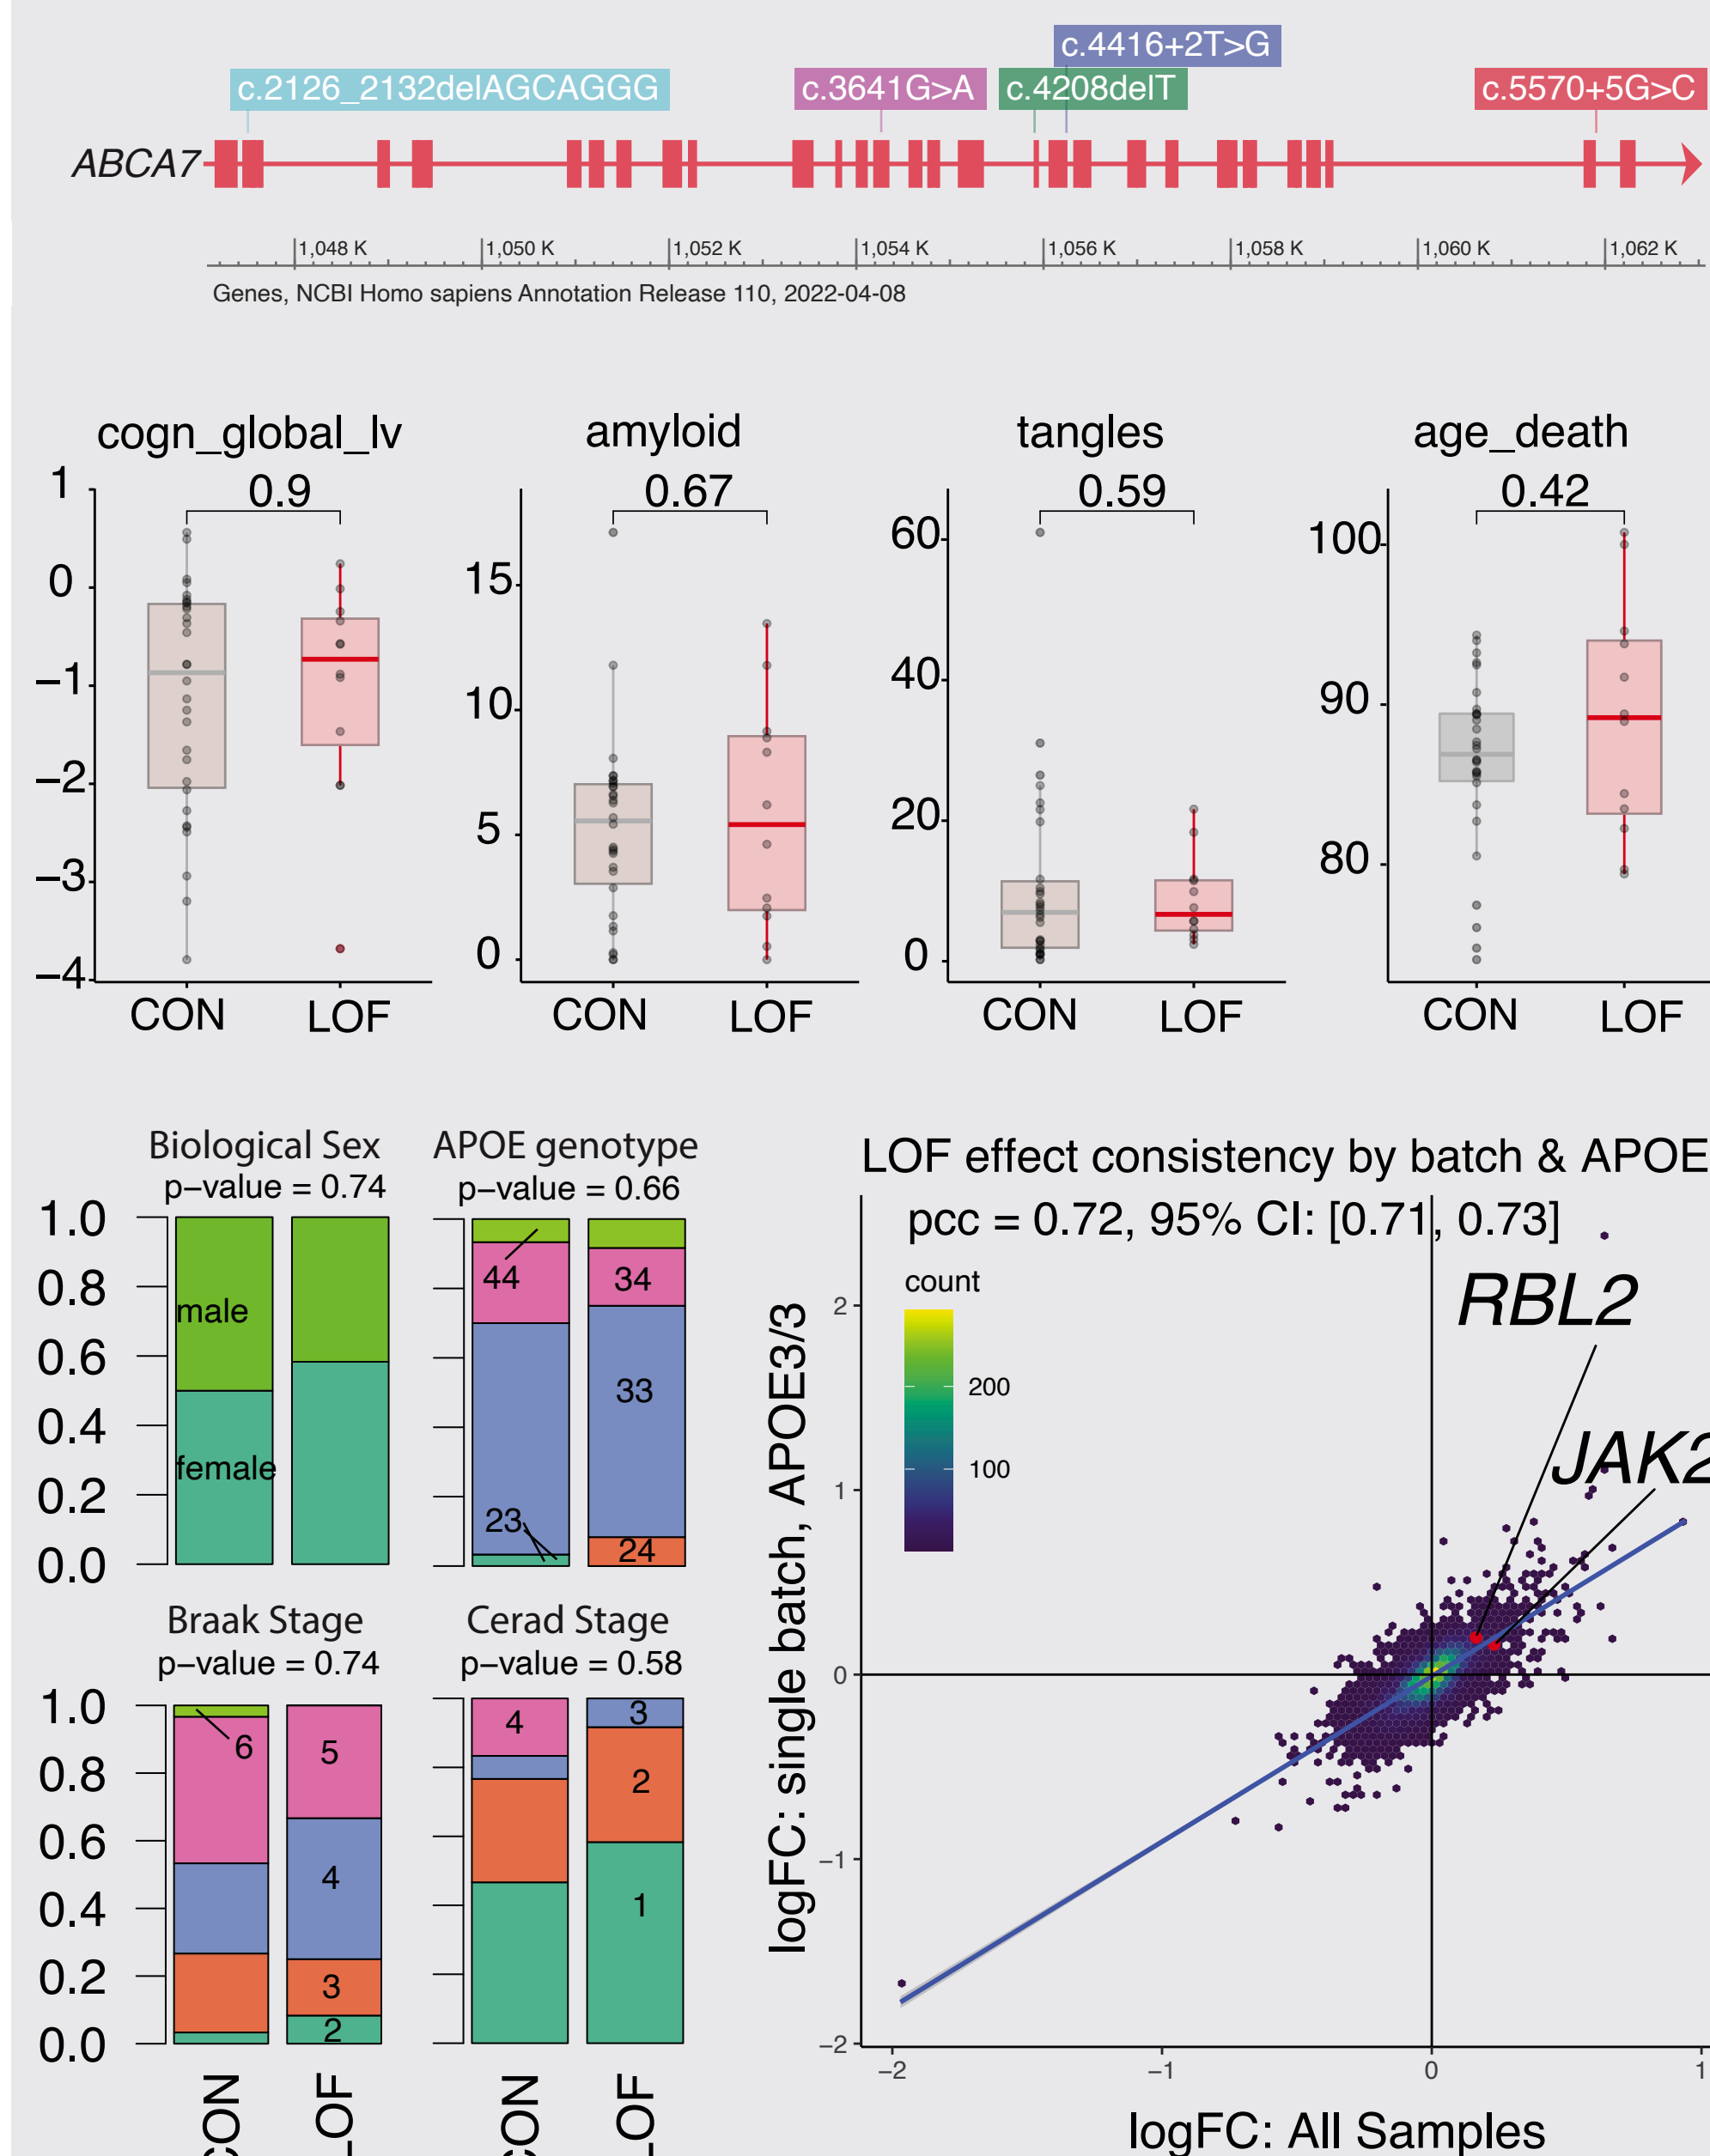 c.4416+2T>G
c.2126_2132delAGCAGGG
c.3641G>A
c.4208delT
c.5570+5G>C
ABCA7
1,048 K
1,050 K
1,052 K
1,054 K
1,056 K
1,058 K
1,060 K
1,062 K
Genes, NCBI Homo sapiens Annotation Release 110, 2022-04-08
cogn_global_lv
0.9
1
0
−1
−2
−3
−4
CON
LOF
amyloid
0.67
15
10
5
0
CON
LOF
tangles
0.59
60
40
20
0
CON
LOF
age_death
0.42
100
90
80
CON
LOF
Biological Sex
p−value = 0.74
1.0
0.8
0.6
0.4
0.2
0.0
male
female
APOE genotype
p−value = 0.66
44
34
33
23
24
Braak Stage
p−value = 0.74
1.0
0.8
0.6
0.4
0.2
0.0
6
5
4
3
2
CON
LOF
Cerad Stage
p−value = 0.58
4
3
2
1
CON
LOF
LOF effect consistency by batch & APOE
pcc = 0.72, 95% CI: [0.71, 0.73]
count
200
100
RBL2
JAK2
logFC: single batch, APOE3/3
2
1
0
−1
−2
−2
−1
0
1
logFC: All Samples